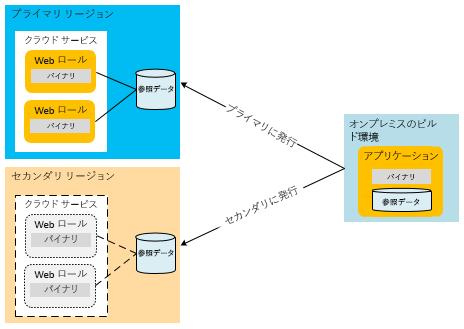 プライマリ リージョン
クラウド サービス
Web ロール
バイナリ
Web ロール
バイナリ
参照データ
プライマリに発行
オンプレミスのビル
ド環境
アプリケーション
バイナリ
参照データ
セカンダリ リージョン
クラウド サービス
Web ロール
バイナリ
Web ロール
バイナリ
参照データ
セカンダリに発行